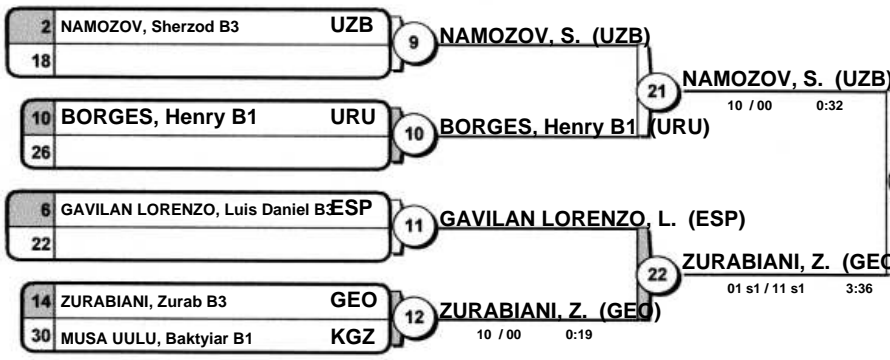 2 NAMOZOV, Sherzod B3 UZB
18
9
NAMOZOV, S. (UZB)
10 BORGES, Henry B1 URU
26
10
BORGES, Henry B1 (URU)
21
NAMOZOV, S. (UZB)
10 / 00 0:32
6 GAVILAN LORENZO, Luis Daniel B3 ESP
22
11
GAVILAN LORENZO, L. (ESP)
14 ZURABIANI, Zurab B3 GEO
30 MUSA UULU, Baktyiar B1 KGZ
12
ZURABIANI, Z. (GEO)
10 / 00 0:19
22
ZURABIANI, Z. (GEO
01 s1 / 11 s1 3:36